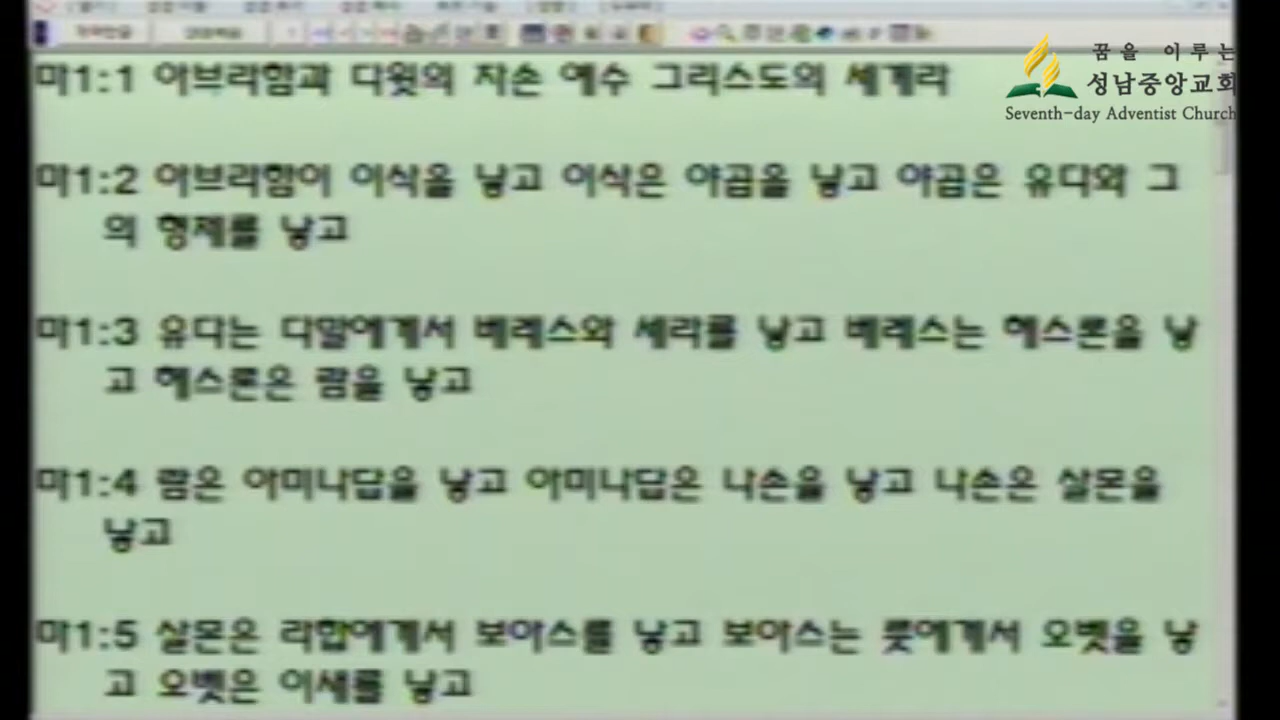 꿈을 이루는
성남중앙교회
Seventh-day Adventist Church
마1:1 아브라함과 다윗의 자손 예수 그리스도의 세계라
마1:2 아브라함이 이삭을 낳고 이삭은 야곱을 낳고 야곱은 유다와 그
의 형제를 낳고
마1:3 유다는 다말에게서 베레스와 세라를 낳고 베레스는 헤스론을 낳
고 헤스론은 람을 낳고
마1:4 람은 아미나답을 낳고 아미나답은 나손을 낳고 나손은 살몬을
낳고
마1:5 살몬은 라합에게서 보아스를 낳고 보아스는 룻에게서 오벳을 낳
고 오벳은 이새를 낳고